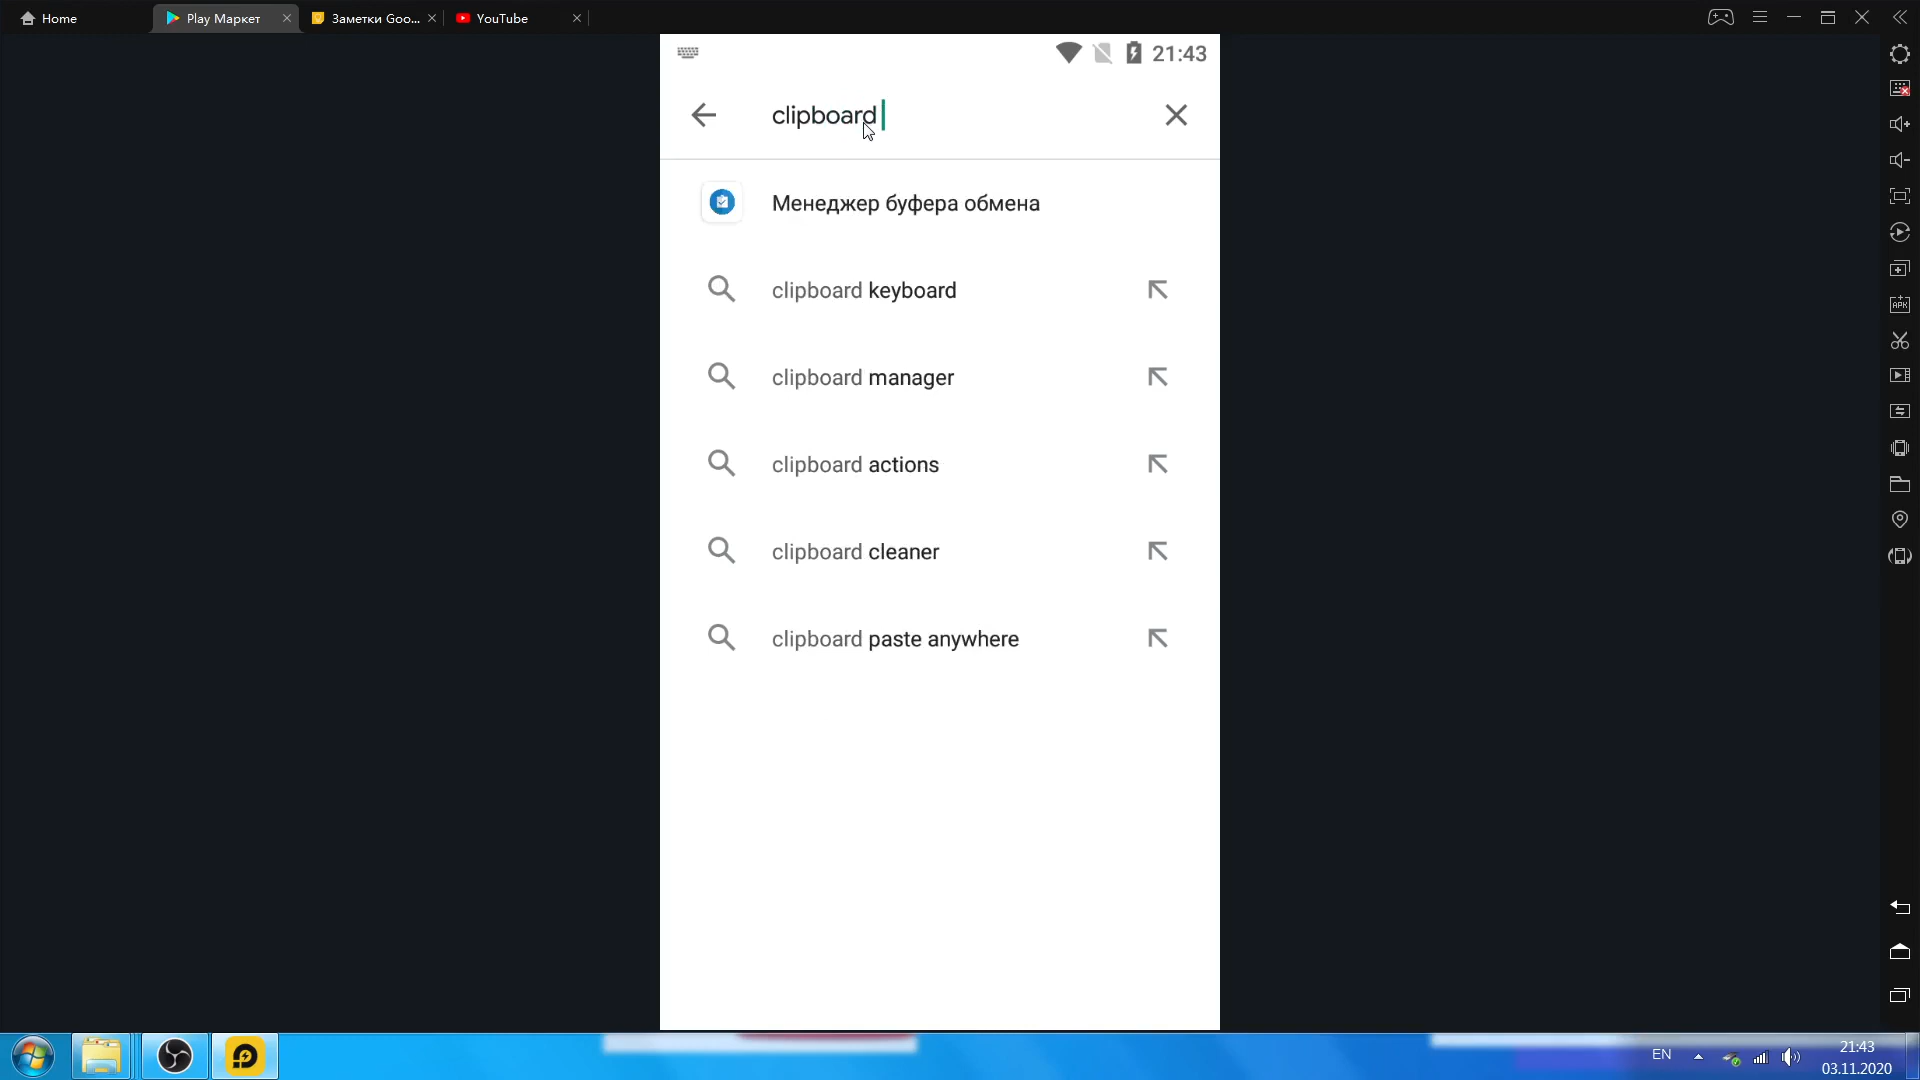 Home
Play Маркет
Заметки Goo...
YouTube
21:43
clipboard
Менеджер буфера обмена
clipboard keyboard
clipboard manager
clipboard actions
clipboard cleaner
clipboard paste anywhere
APK
EN
21:43
03.11.2020